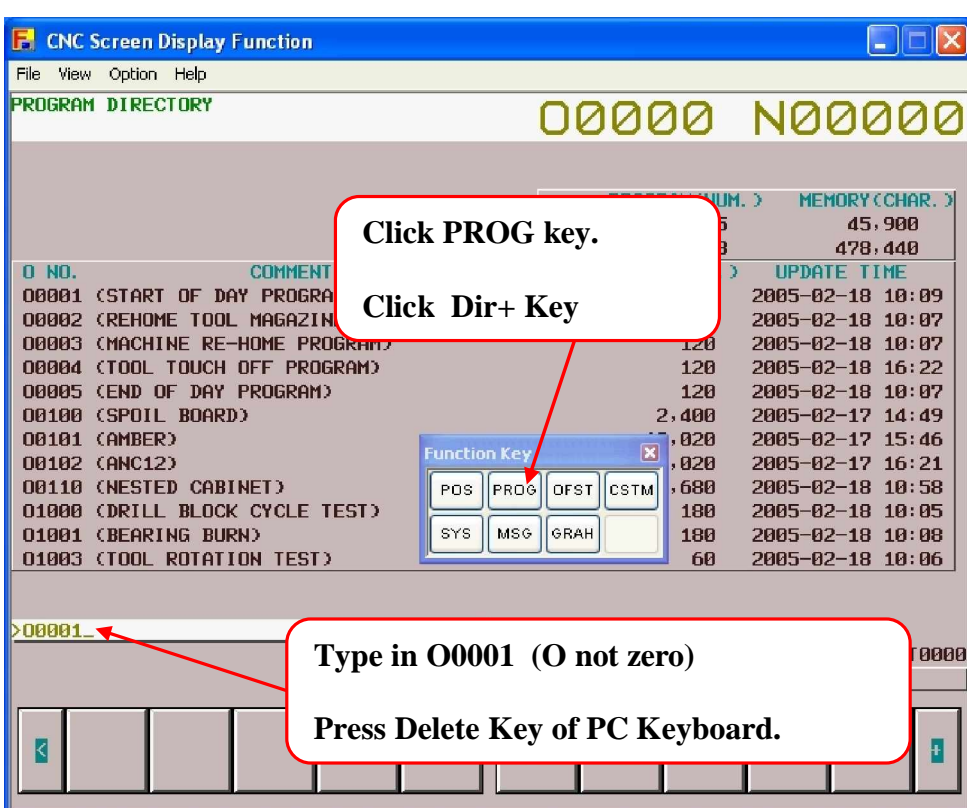 CNC Screen Display Function
File View Option Help
PROGRAM DIRECTORY
O0000 N00000
NUM.) MEMORY(CHAR.)
45,900
478,440
Click PROG key.
Click Dir+ Key
O NO. COMMENT ) UPDATE TIME
O0001 (START OF DAY PROGRA 2005-02-18 10:09
O0002 (REHOME TOOL MAGAZIN 2005-02-18 10:07
O0003 (MACHINE RE-HOME PROGRAM) 120 2005-02-18 10:07
O0004 (TOOL TOUCH OFF PROGRAM) 120 2005-02-18 16:22
O0005 (END OF DAY PROGRAM) 120 2005-02-18 10:07
O0100 (SPOIL BOARD) 2,400 2005-02-17 14:49
O0101 (AMBER) ,020 2005-02-17 15:46
O0102 (ANC12) ,020 2005-02-17 16:21
O0110 (NESTED CABINET) ,680 2005-02-18 10:58
O1000 (DRILL BLOCK CYCLE TEST) 180 2005-02-18 10:05
O1001 (BEARING BURN) 180 2005-02-18 10:08
O1003 (TOOL ROTATION TEST) 60 2005-02-18 10:06
Function Key
POS PROG OFST CSTM
SYS MSG GRAH
>O0001_
Type in O0001 (O not zero)
Press Delete Key of PC Keyboard.
T0000
< +